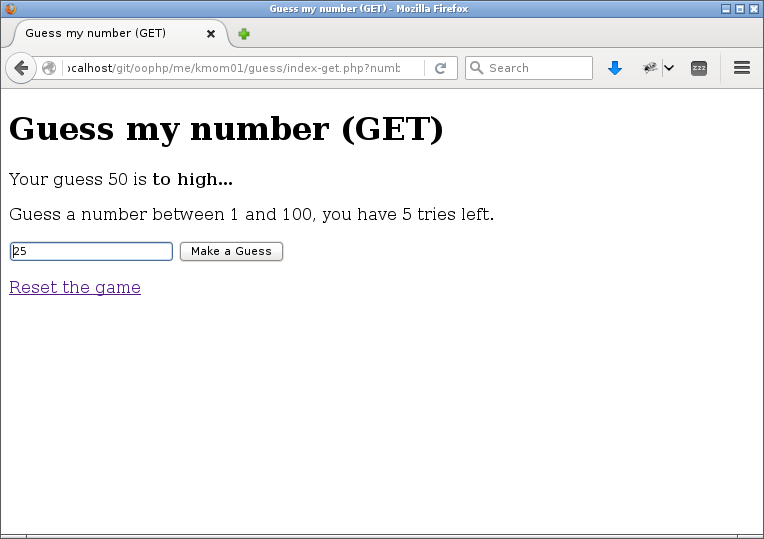 Guess my number (GET) - Mozilla Firefox
Guess my number (GET)
ocalhost/git/oophp/me/kmom01/guess/index-get.php?numb
Search
zzz
Guess my number (GET)
Your guess 50 is to high...
Guess a number between 1 and 100, you have 5 tries left.
25
Make a Guess
Reset the game